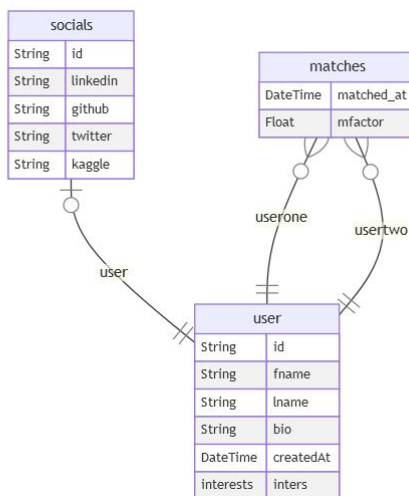 socials
String id
String linkedin
String github
String twitter
String kaggle
matches
DateTime matched_at
Float mfactor
userone
usertwo
user
user
String id
String fname
String lname
String bio
DateTime createdAt
interests inters